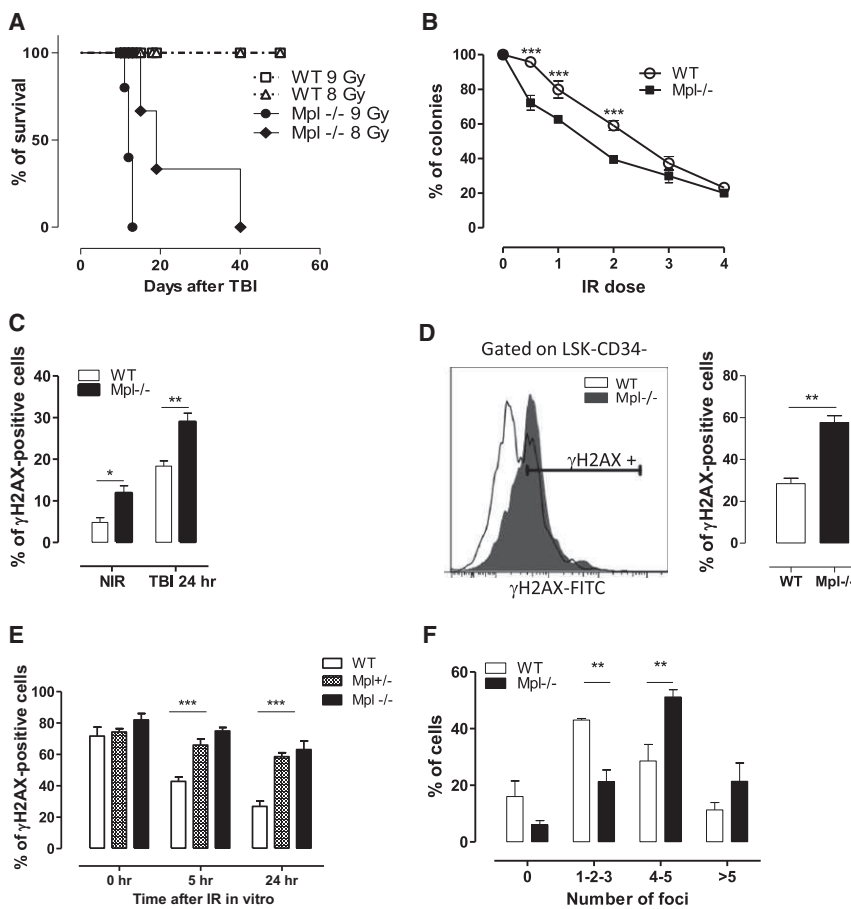 A
100
50
0
% of survival
0
20
40
60
Days after TBI
WT 9 Gy
WT 8 Gy
Mpl -/- 9 Gy
Mpl -/- 8 Gy
B
100
80
60
40
20
0
% of colonies
***
***
***
WT
Mpl-/-
0
1
2
3
4
IR dose
C
WT
Mpl-/-
40
30
20
10
0
% of γH2AX-positive cells
*
**
NIR
TBI 24 hr
D
Gated on LSK-CD34-
WT
Mpl-/-
γH2AX +
γH2AX-FITC
80
60
40
20
0
% of γH2AX-positive cells
**
WT
Mpl-/-
E
WT
Mpl+/-
Mpl -/-
100
80
60
40
20
0
% of γH2AX-positive cells
***
***
0 hr
5 hr
24 hr
Time after IR in vitro
F
WT
Mpl-/-
60
40
20
0
% of cells
**
**
0
1-2-3
4-5
>5
Number of foci